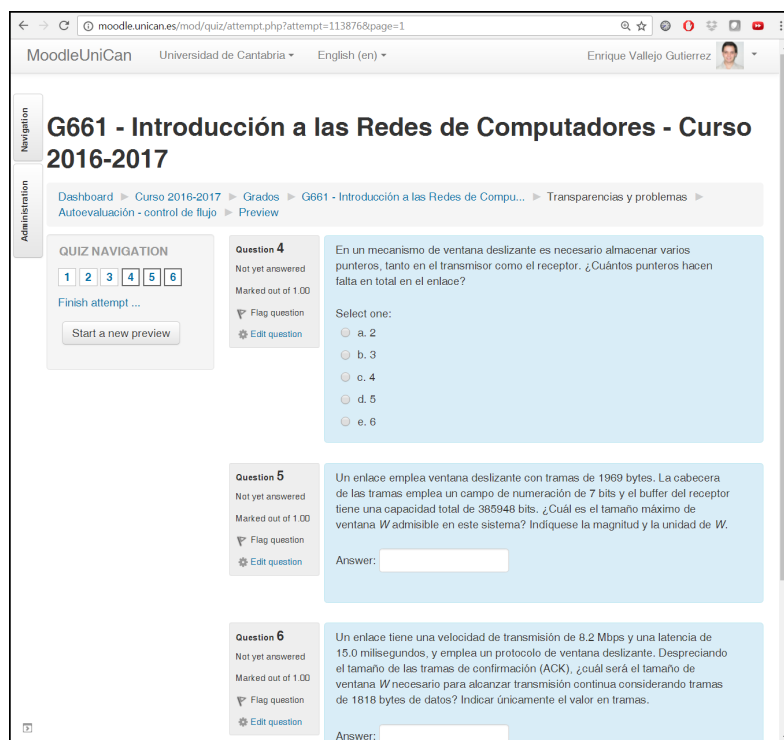 moodle.unican.es/mod/quiz/attempt.php?attempt=113876&page=1
MoodleUniCan Universidad de Cantabria English (en) Enrique Vallejo Gutierrez
Navigation
Administration
G661 - Introducción a las Redes de Computadores - Curso
2016-2017
Dashboard Curso 2016-2017 Grados G661 - Introducción a las Redes de Compu... Transparencias y problemas
Autoevaluación - control de flujo Preview
QUIZ NAVIGATION
1 2 3 4 5 6
Finish attempt ...
Start a new preview
Question 4
Not yet answered
Marked out of 1.00
Flag question
Edit question
En un mecanismo de ventana deslizante es necesario almacenar varios
punteros, tanto en el transmisor como el receptor. ¿Cuántos punteros hacen
falta en total en el enlace?
Select one:
a. 2
b. 3
c. 4
d. 5
e. 6
Question 5
Not yet answered
Marked out of 1.00
Flag question
Edit question
Un enlace emplea ventana deslizante con tramas de 1969 bytes. La cabecera
de las tramas emplea un campo de numeración de 7 bits y el buffer del receptor
tiene una capacidad total de 385948 bits. ¿Cuál es el tamaño máximo de
ventana W admisible en este sistema? Indíquese la magnitud y la unidad de W.
Answer:
Question 6
Not yet answered
Marked out of 1.00
Flag question
Edit question
Un enlace tiene una velocidad de transmisión de 8.2 Mbps y una latencia de
15.0 milisegundos, y emplea un protocolo de ventana deslizante. Despreciando
el tamaño de las tramas de confirmación (ACK), ¿cuál será el tamaño de
ventana W necesario para alcanzar transmisión continua considerando tramas
de 1818 bytes de datos? Indicar únicamente el valor en tramas.
Answer: